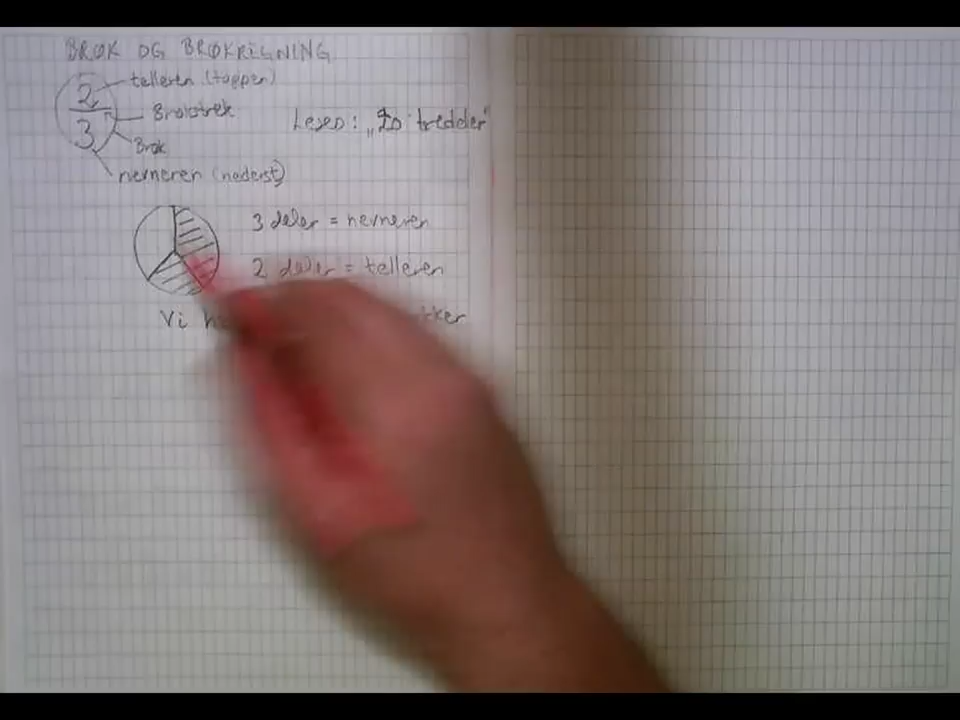 BRØK OG BRØKREGNING
2 telleren (toppen)
Brøkstrek
3
Brøk
nevneren (nederst)
Leses: „To tredeler"
3 deler = nevneren
2 deler = telleren
Vi